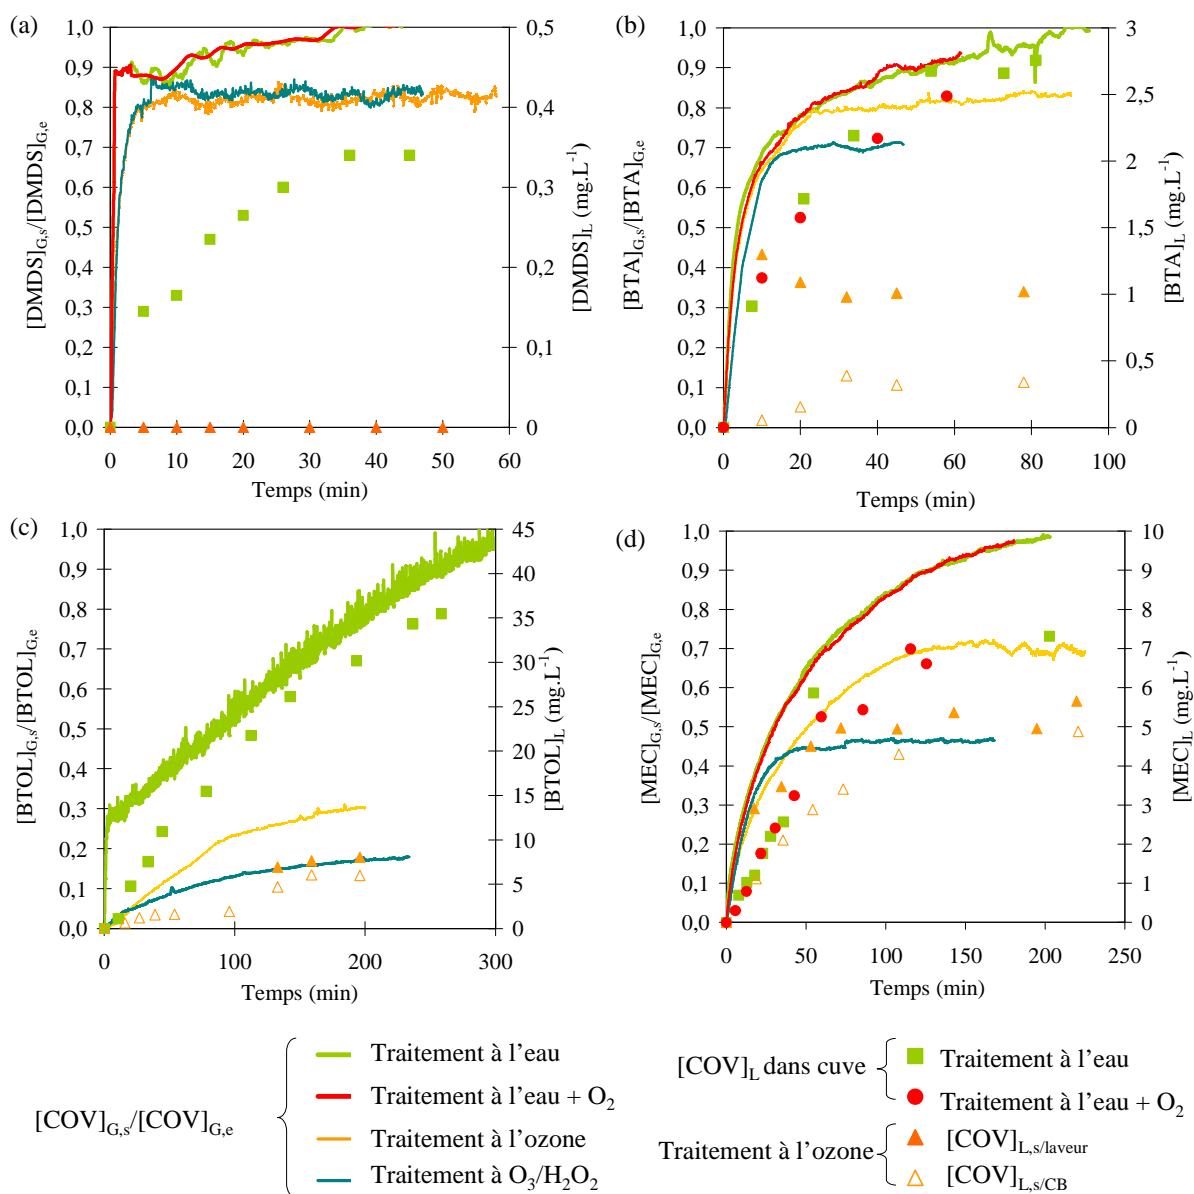 (a)
[DMDS]G,s/[DMDS]G,e
1,0
0,9
0,8
0,7
0,6
0,5
0,4
0,3
0,2
0,1
0,0
0 10 20 30 40 50 60
Temps (min)
0,5
0,4
0,3
0,2
0,1
0
[DMDS]L (mg.L-1)
(b)
[BTA]G,s/[BTA]G,e
1,0
0,9
0,8
0,7
0,6
0,5
0,4
0,3
0,2
0,1
0,0
0 20 40 60 80 100
Temps (min)
3
2,5
2
1,5
1
0,5
0
[BTA]L (mg.L-1)
(c)
[BTOL]G,s/[BTOL]G,e
1,0
0,9
0,8
0,7
0,6
0,5
0,4
0,3
0,2
0,1
0,0
0 100 200 300
Temps (min)
45
40
35
30
25
20
15
10
5
0
[BTOL]L (mg.L-1)
(d)
[MEC]G,s/[MEC]G,e
1,0
0,9
0,8
0,7
0,6
0,5
0,4
0,3
0,2
0,1
0,0
0 50 100 150 200 250
Temps (min)
10
9
8
7
6
5
4
3
2
1
0
[MEC]L (mg.L-1)
[COV]G,s/[COV]G,e
Traitement à l’eau
Traitement à l’eau + O2
Traitement à l’ozone
Traitement à O3/H2O2
[COV]L dans cuve
Traitement à l’eau
Traitement à l’eau + O2
Traitement à l’ozone
[COV]L,s/laveur
[COV]L,s/CB